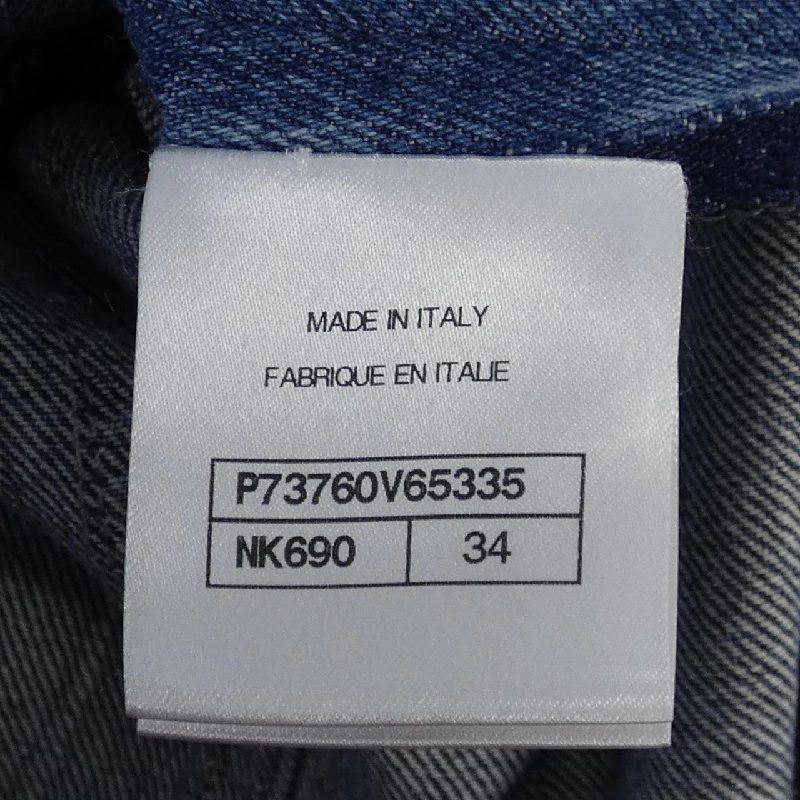 MADE IN ITALY
FABRIQUE EN ITALIE
P73760V65335
NK690 34